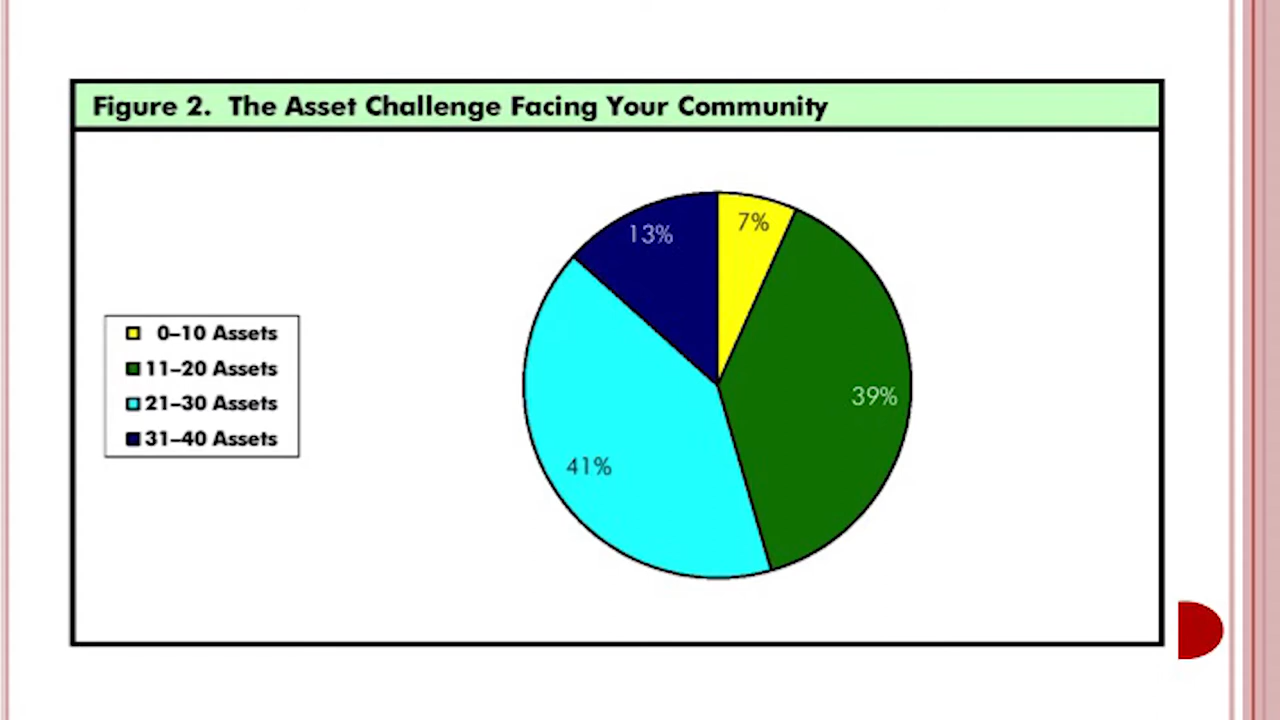 Figure 2.  The Asset Challenge Facing Your Community
13%
7%
0–10 Assets
11–20 Assets
21–30 Assets
31–40 Assets
39%
41%